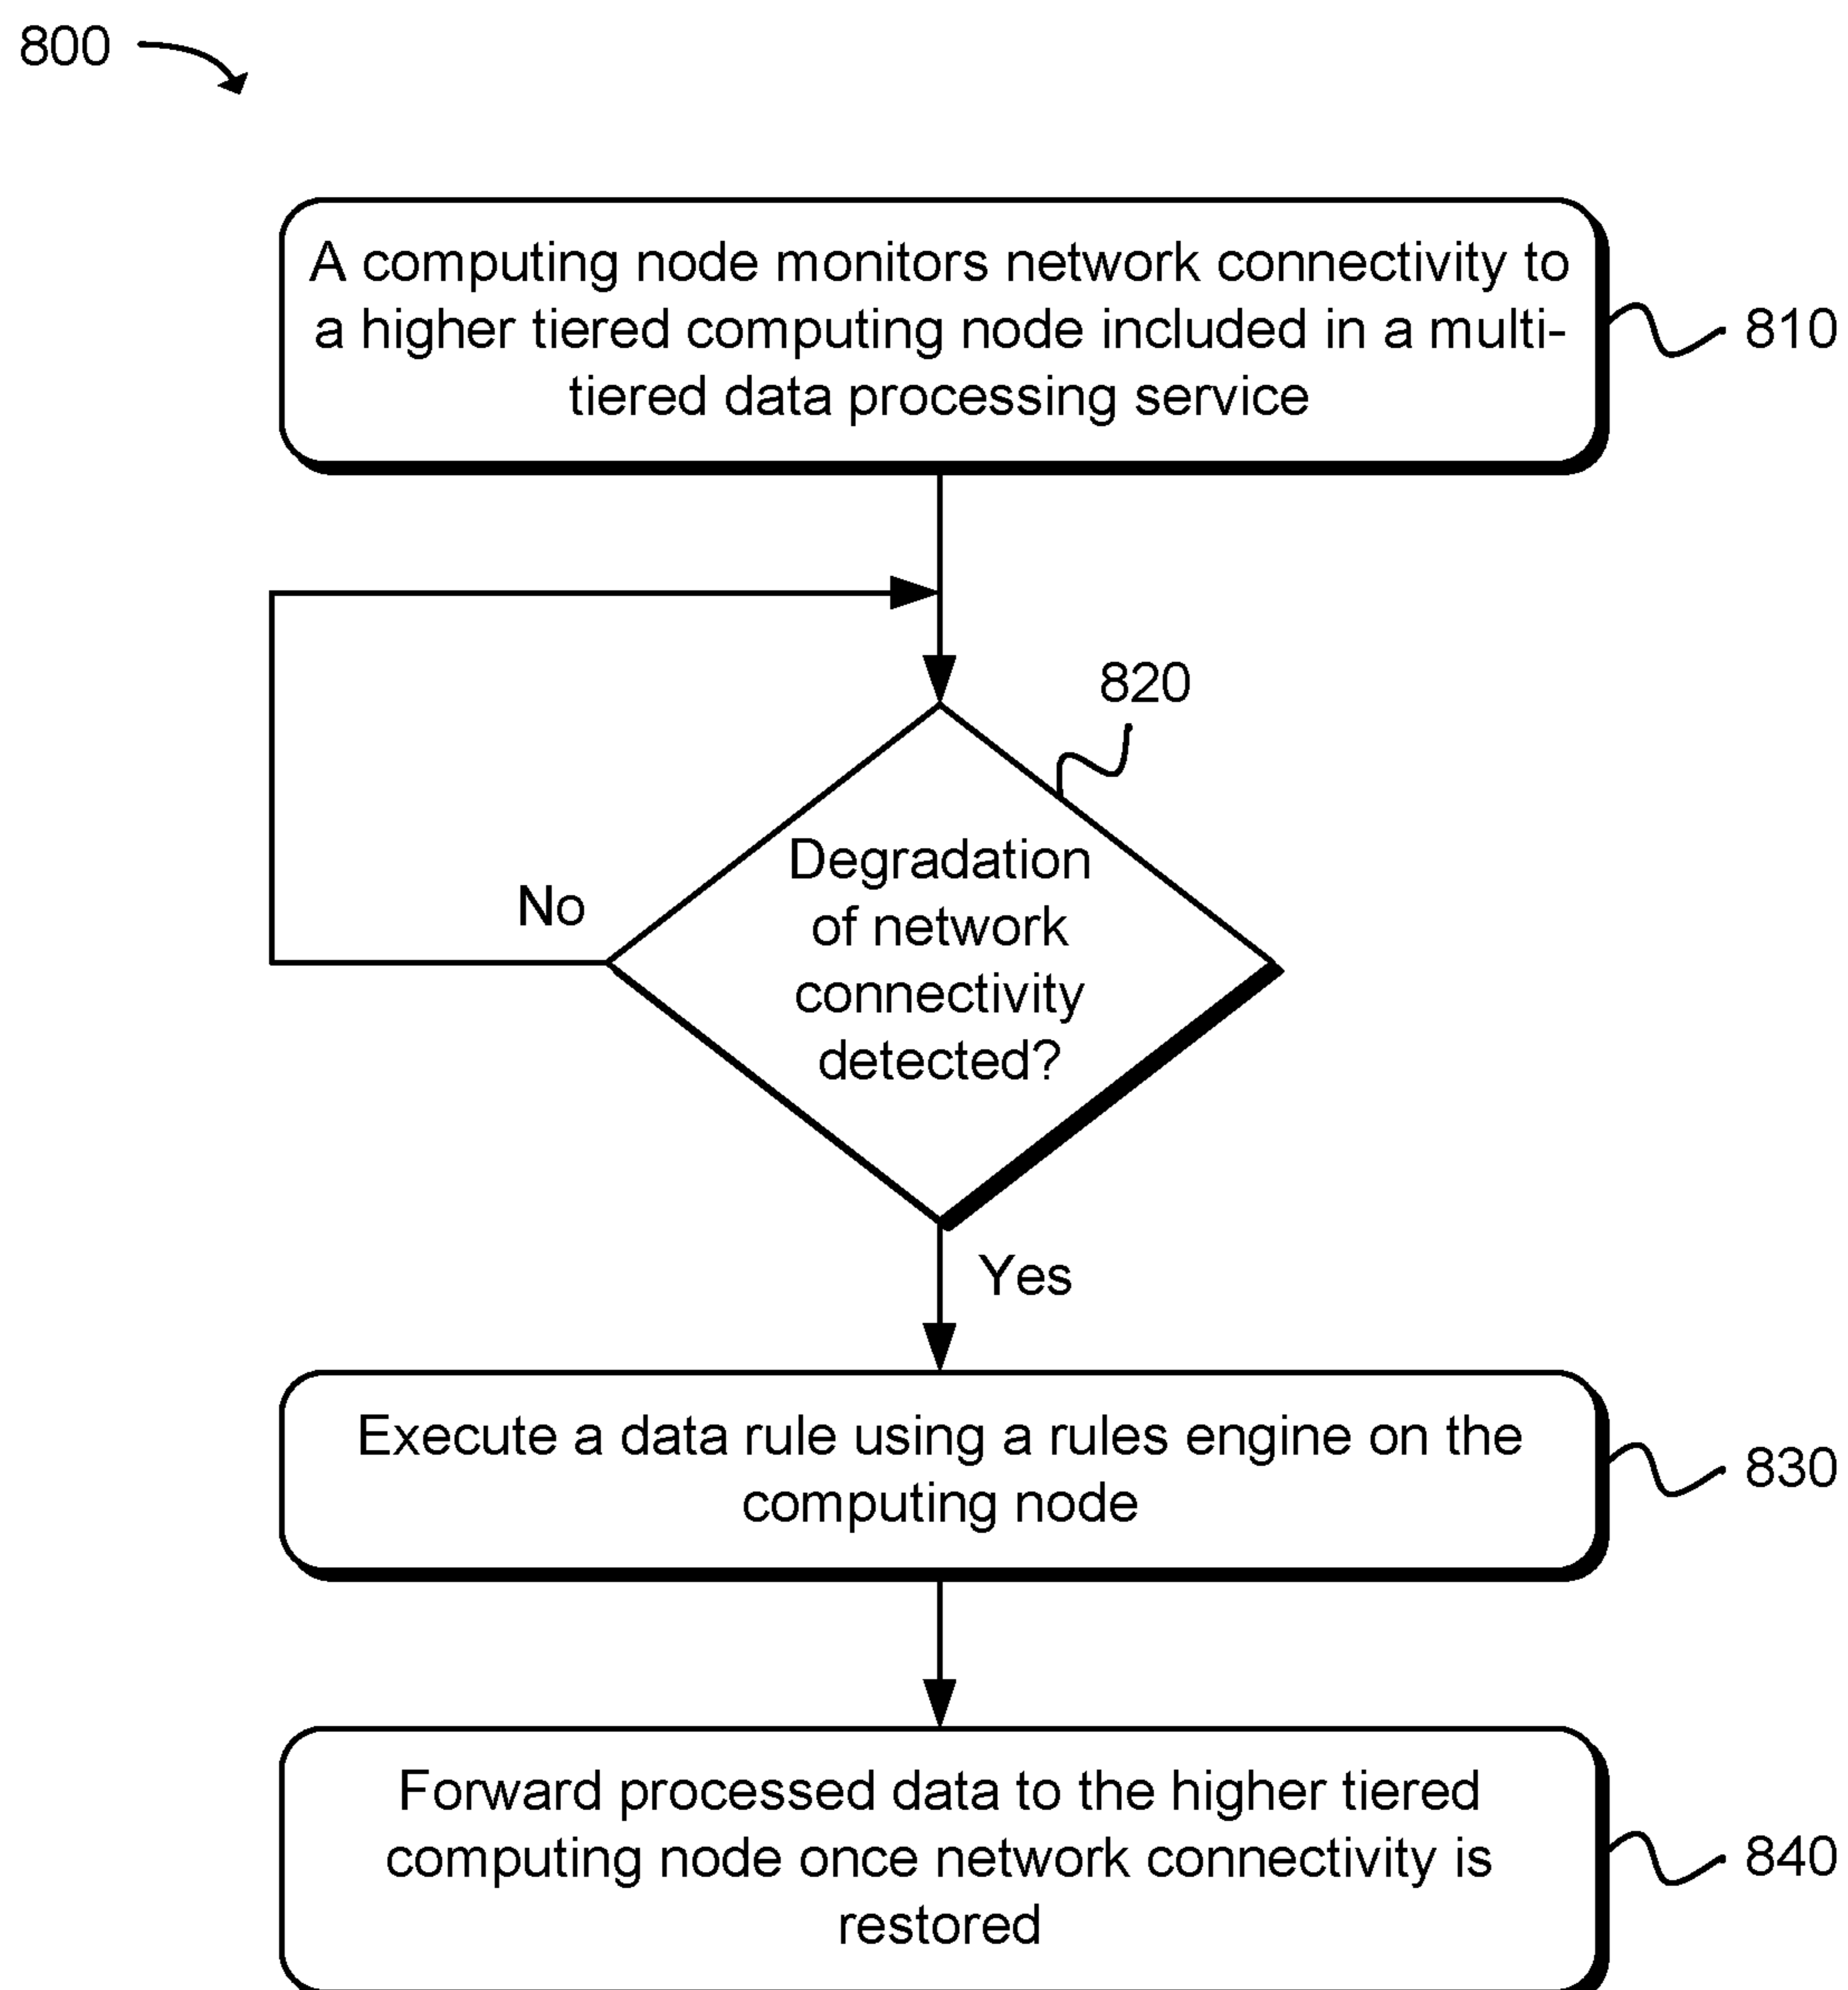 800
A computing node monitors network connectivity to
a higher tiered computing node included in a multi-
tiered data processing service
810
820
Degradation
of network
connectivity
detected?
No
Yes
Execute a data rule using a rules engine on the
computing node
830
Forward processed data to the higher tiered
computing node once network connectivity is
restored
840